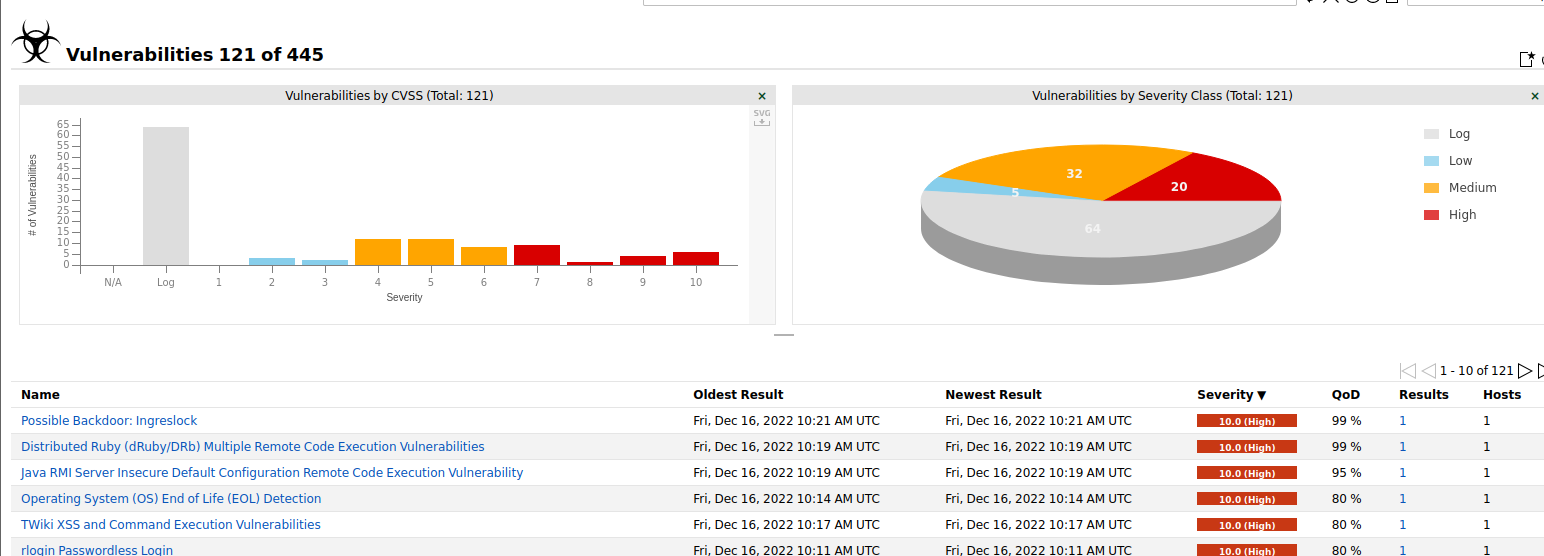 Vulnerabilities 121 of 445
Vulnerabilities by CVSS (Total: 121) ×
SVG
65
60
55
50
45
40
35
30
25
20
15
10
5
0
# of Vulnerabilities
N/A Log 1 2 3 4 5 6 7 8 9 10
Severity
Vulnerabilities by Severity Class (Total: 121) ×
32
20
5
64
Log
Low
Medium
High
1 - 10 of 121
Name Oldest Result Newest Result Severity ▼ QoD Results Hosts
Possible Backdoor: Ingreslock Fri, Dec 16, 2022 10:21 AM UTC Fri, Dec 16, 2022 10:21 AM UTC 10.0 (High) 99 % 1 1
Distributed Ruby (dRuby/DRb) Multiple Remote Code Execution Vulnerabilities Fri, Dec 16, 2022 10:19 AM UTC Fri, Dec 16, 2022 10:19 AM UTC 10.0 (High) 99 % 1 1
Java RMI Server Insecure Default Configuration Remote Code Execution Vulnerability Fri, Dec 16, 2022 10:19 AM UTC Fri, Dec 16, 2022 10:19 AM UTC 10.0 (High) 95 % 1 1
Operating System (OS) End of Life (EOL) Detection Fri, Dec 16, 2022 10:14 AM UTC Fri, Dec 16, 2022 10:14 AM UTC 10.0 (High) 80 % 1 1
TWiki XSS and Command Execution Vulnerabilities Fri, Dec 16, 2022 10:17 AM UTC Fri, Dec 16, 2022 10:17 AM UTC 10.0 (High) 80 % 1 1
rlogin Passwordless Login Fri, Dec 16, 2022 10:11 AM UTC Fri, Dec 16, 2022 10:11 AM UTC 10.0 (High) 80 % 1 1